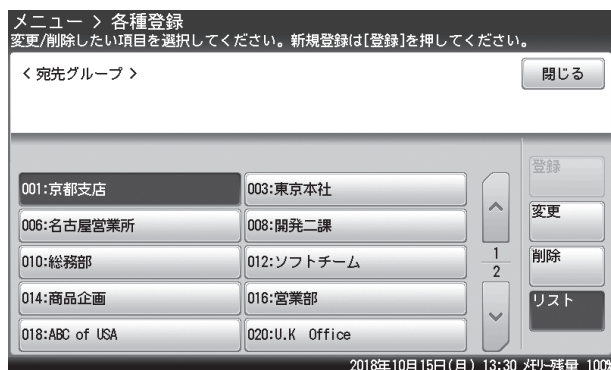 メニュー > 各種登録
変更/削除したい項目を選択してください。新規登録は[登録]を押してください。
< 宛先グループ >
閉じる
登録
001:京都支店
003:東京本社
変更
006:名古屋営業所
008:開発二課
010:総務部
012:ソフトチーム
1
2
削除
014:商品企画
016:営業部
リスト
018:ABC of USA
020:U.K Office
2018年10月15日(月) 13:30 メモリー残量 100%